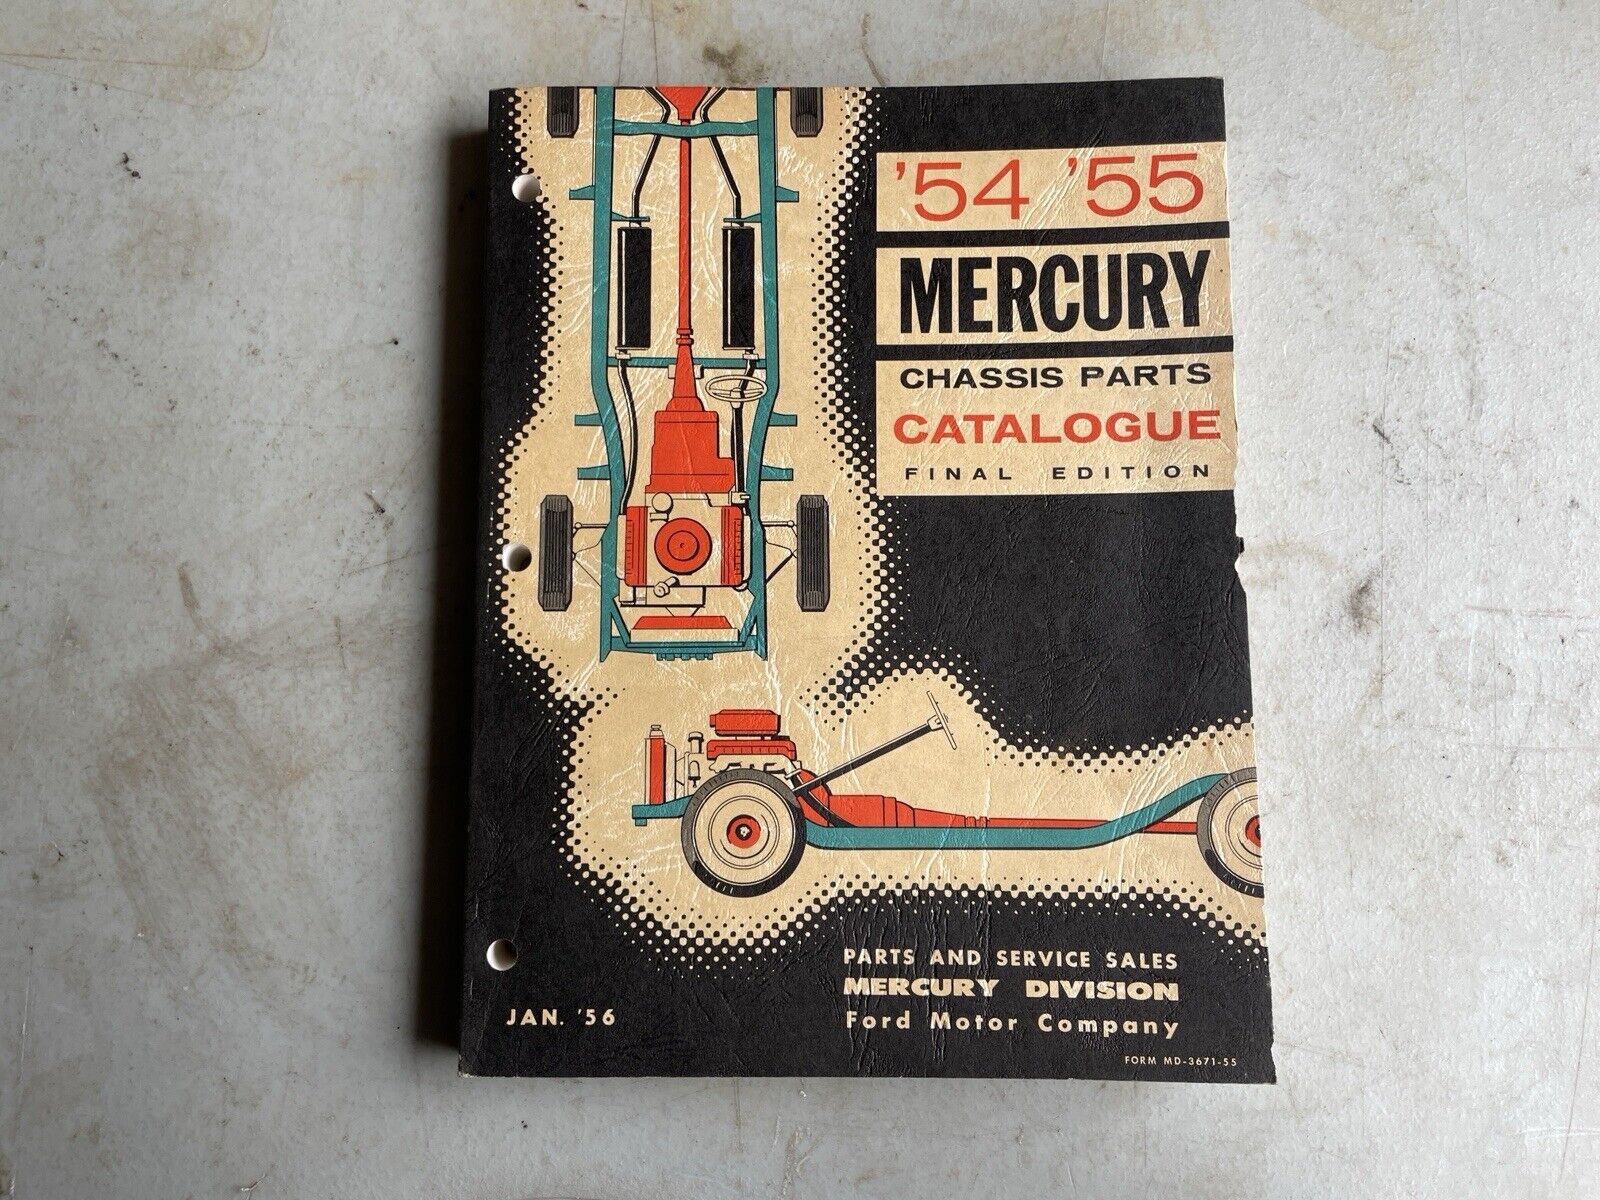 '54 '55
MERCURY
CHASSIS PARTS
CATALOGUE
FINAL EDITION
PARTS AND SERVICE SALES
MERCURY DIVISION
Ford Motor Company
JAN. '56
FORM MD-3671-55